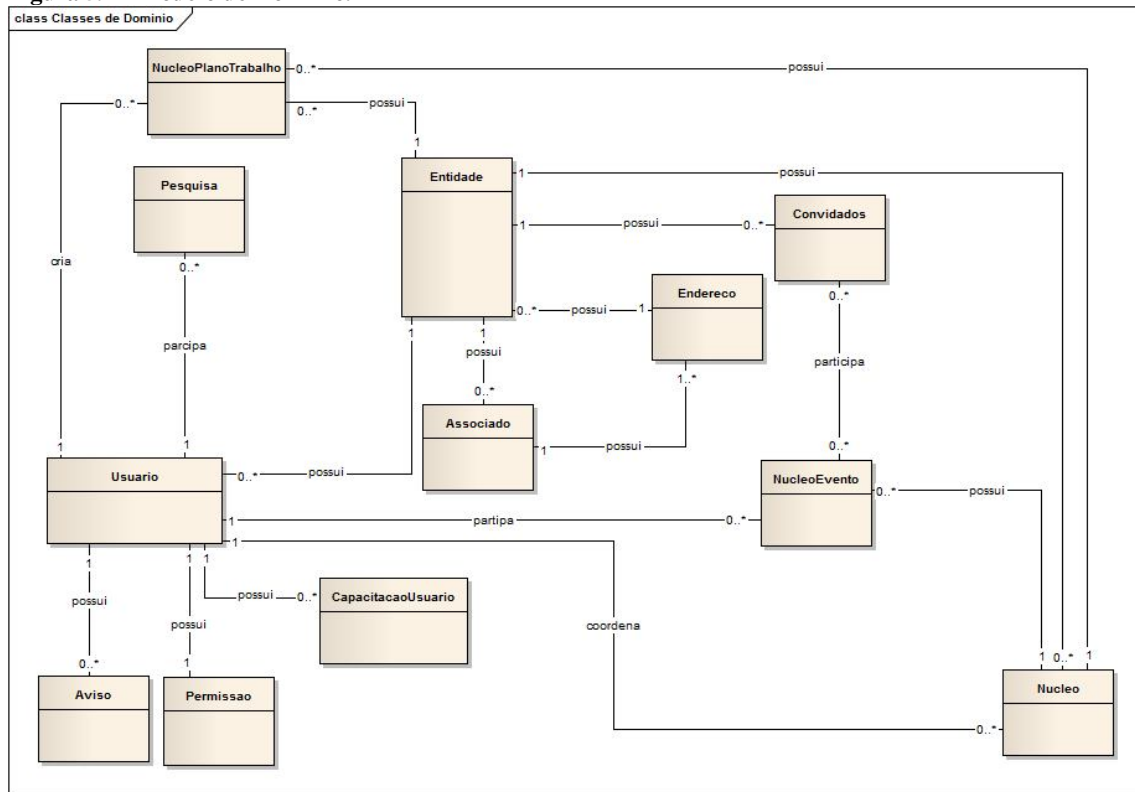 class Classes de Dominio
NucleoPlanoTrabalho
0..*
possui
0..*
0..*
possui
1
1
Entidade
1
possui
Pesquisa
Convidados
1
possui
0..*
cria
0..*
0..*
Endereco
0..*
possui
1
parcipa
1
1
possui
participa
1..*
0..*
Associado
1
possui
1
1
0..*
Usuario
0..*
possui
NucleoEvento
0..*
possui
1
partipa
0..*
1
1
1
1
CapacitacaoUsuario
possui
0..*
possui
possui
coordena
0..*
1
1
0..*
1
Aviso
Permissao
Nucleo
0..*